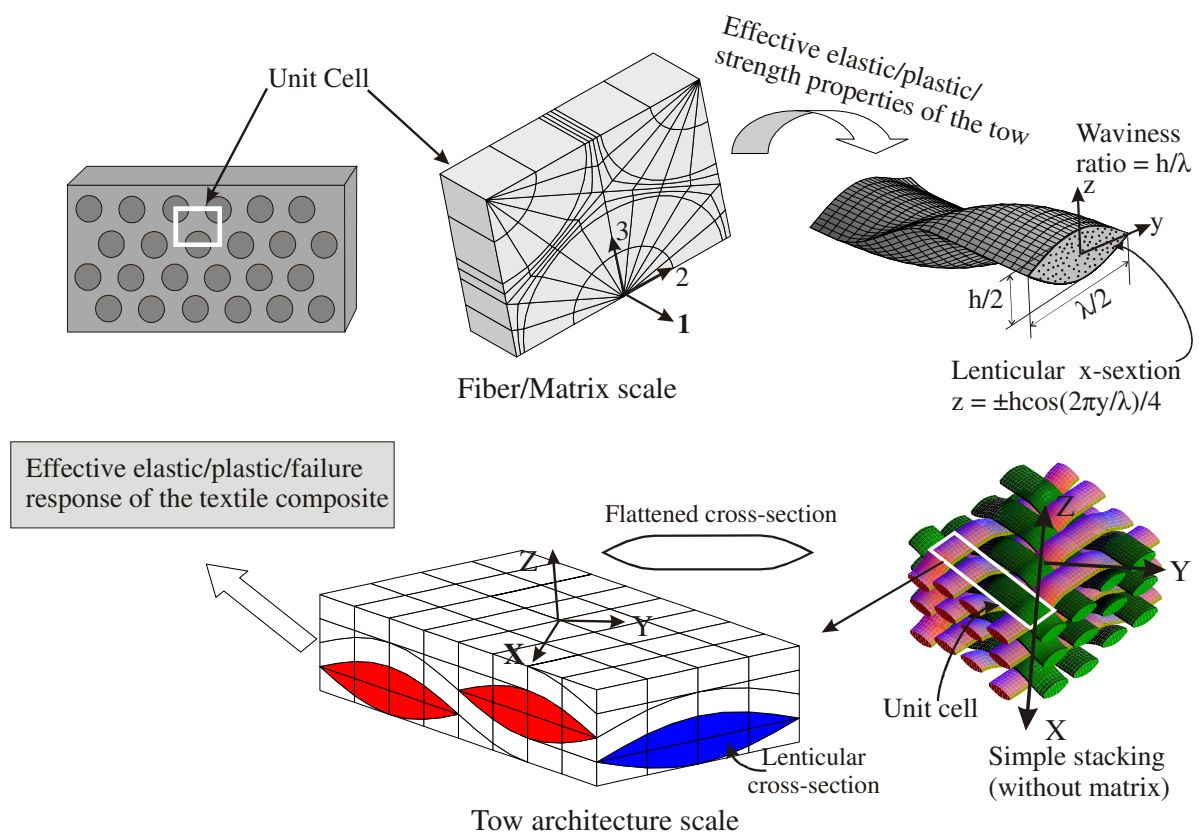 Unit Cell
Effective elastic/plastic/
strength properties of the tow
Waviness
ratio = h/λ
z
y
3
2
1
h/2
λ/2
Fiber/Matrix scale
Lenticular x-sextion
z = ±hcos(2πy/λ)/4
Effective elastic/plastic/failure
response of the textile composite
Flattened cross-section
Z
Y
X
Z
Y
X
Unit cell
Lenticular
cross-section
Simple stacking
(without matrix)
Tow architecture scale